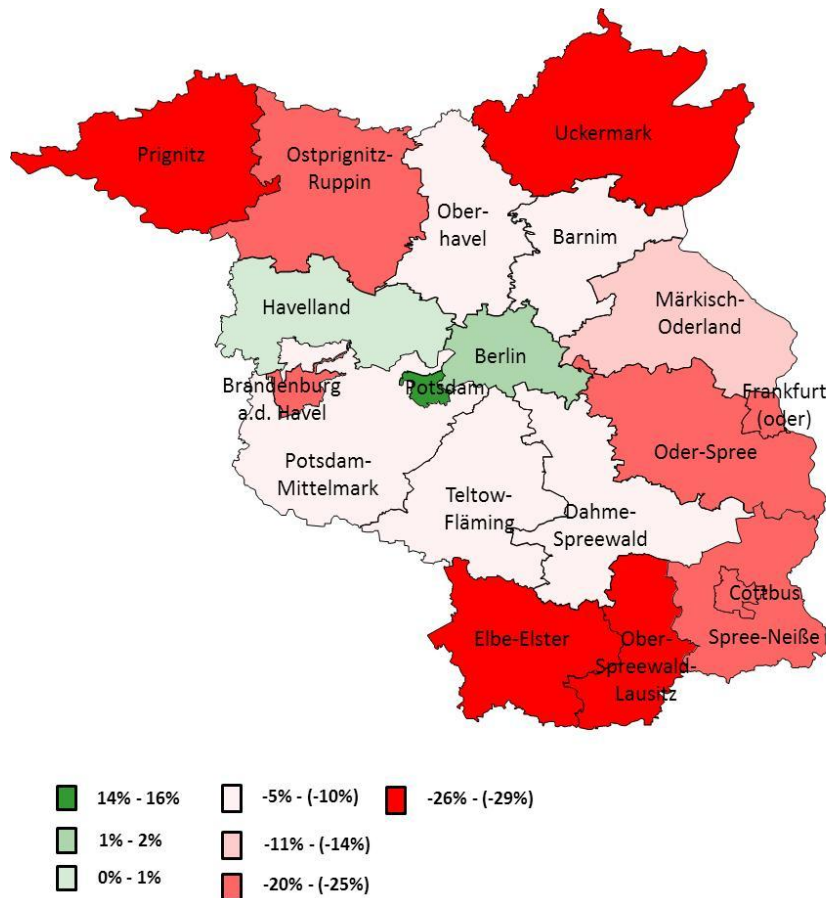 Uckermark
Prignitz
Ostprignitz-
Ruppin
Ober-
havel
Barnim
Havelland
Märkisch-
Oderland
Berlin
Brandenburg
a.d. Havel
Potsdam
Frankfurt
(oder)
Oder-Spree
Potsdam-
Mittelmark
Teltow-
Fläming
Dahme-
Spreewald
Cottbus
Spree-Neiße
Elbe-Elster
Ober-
Spreewald-
Lausitz
14% - 16%
-5% - (-10%)
-26% - (-29%)
1% - 2%
-11% - (-14%)
0% - 1%
-20% - (-25%)